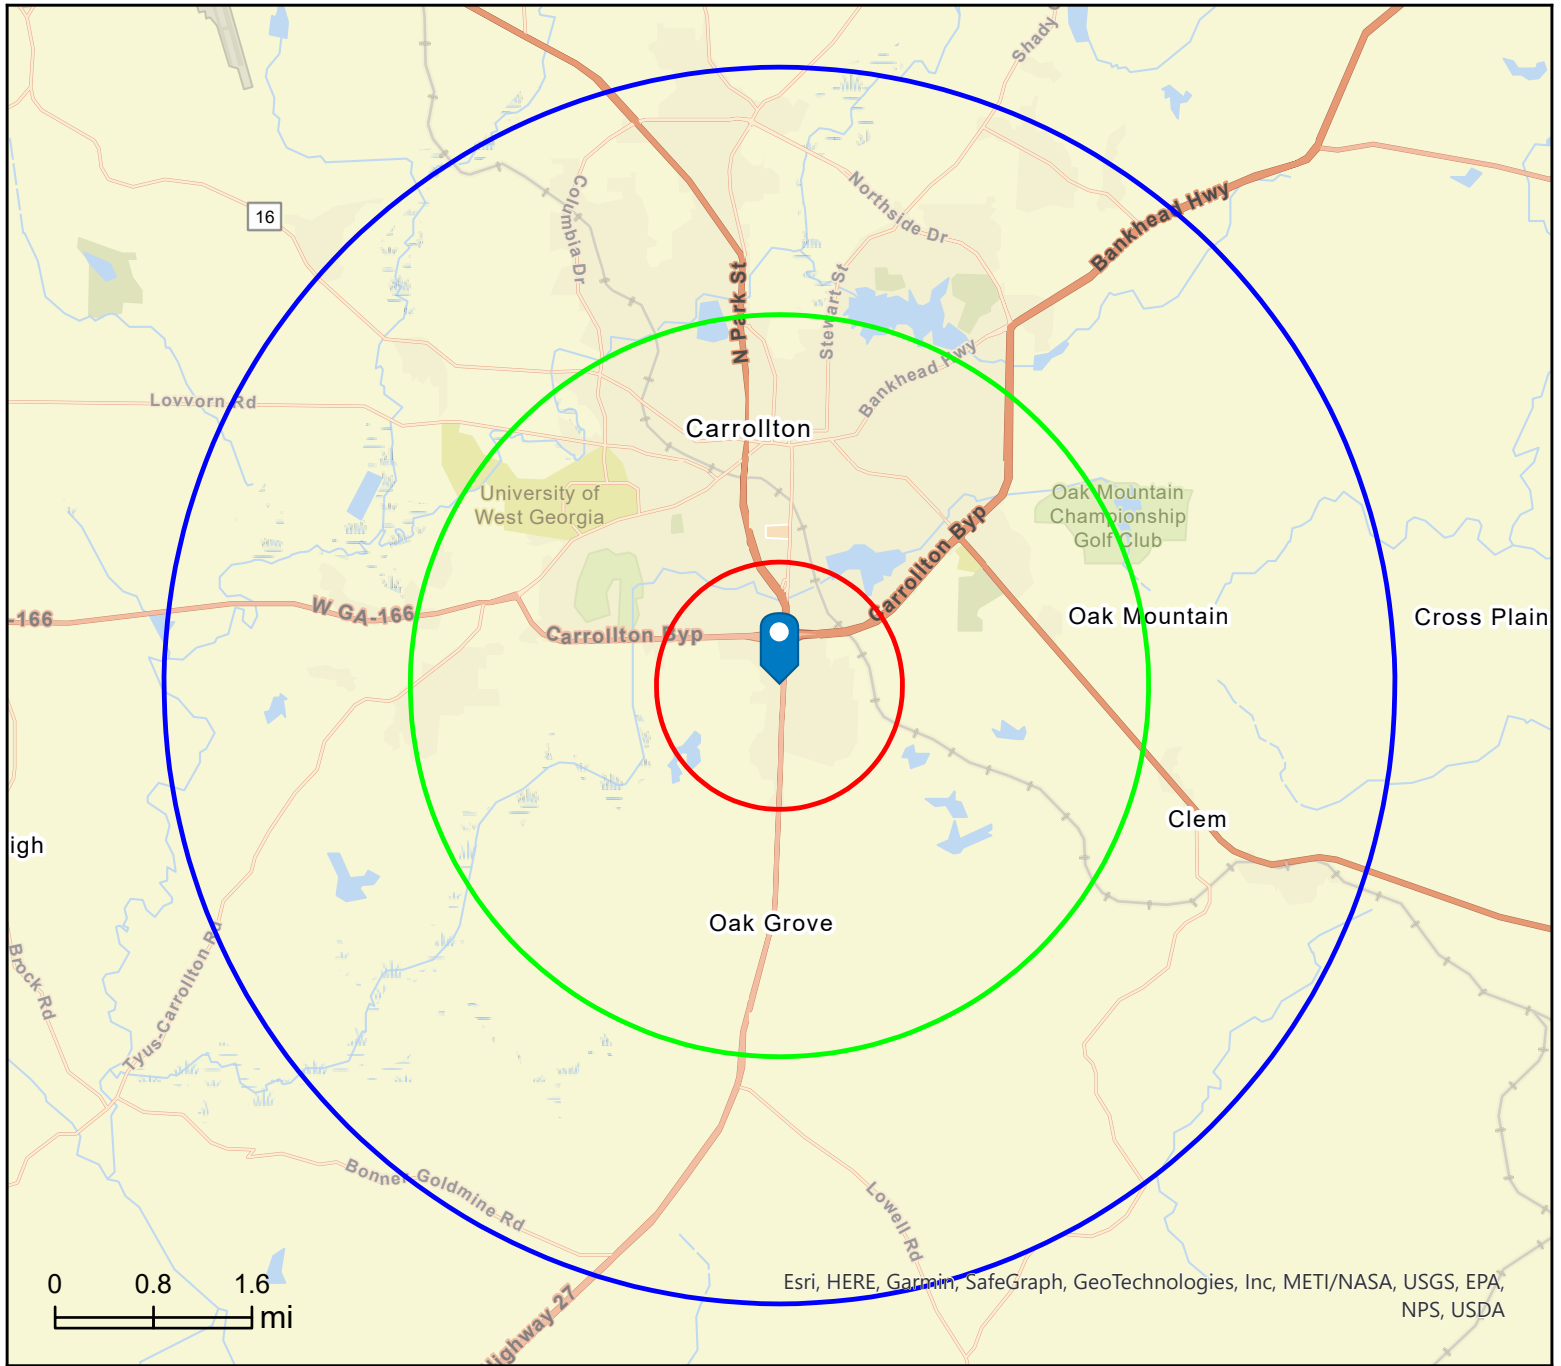 Shady
16
Columbia Dr
Northside Dr
Bankhead Hwy
N Park St
Stewart St
Bankhead Hwy
Lovvorn Rd
Carrollton
University of
West Georgia
Oak Mountain
Championship
Golf Club
Carrollton Byp
-166
W GA-166
Carrollton Byp
Oak Mountain
Cross Plain
Clem
igh
Oak Grove
Brock Rd
Tyus-Carrollton Rd
Bonner Goldmine Rd
Lowell Rd
Highway 27
0 0.8 1.6
mi
Esri, HERE, Garmin, SafeGraph, GeoTechnologies, Inc, METI/NASA, USGS, EPA,
NPS, USDA